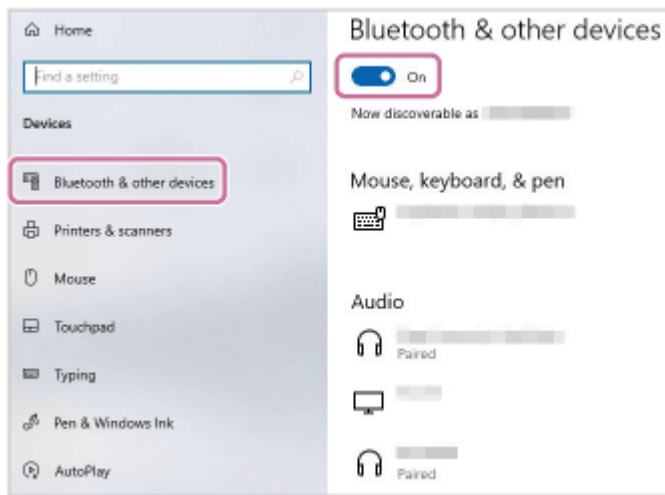 Home
Find a setting
Devices
Bluetooth & other devices
Printers & scanners
Mouse
Touchpad
Typing
Pen & Windows Ink
AutoPlay
Bluetooth & other devices
On
Now discoverable as
Mouse, keyboard, & pen
Audio
Paired
Paired